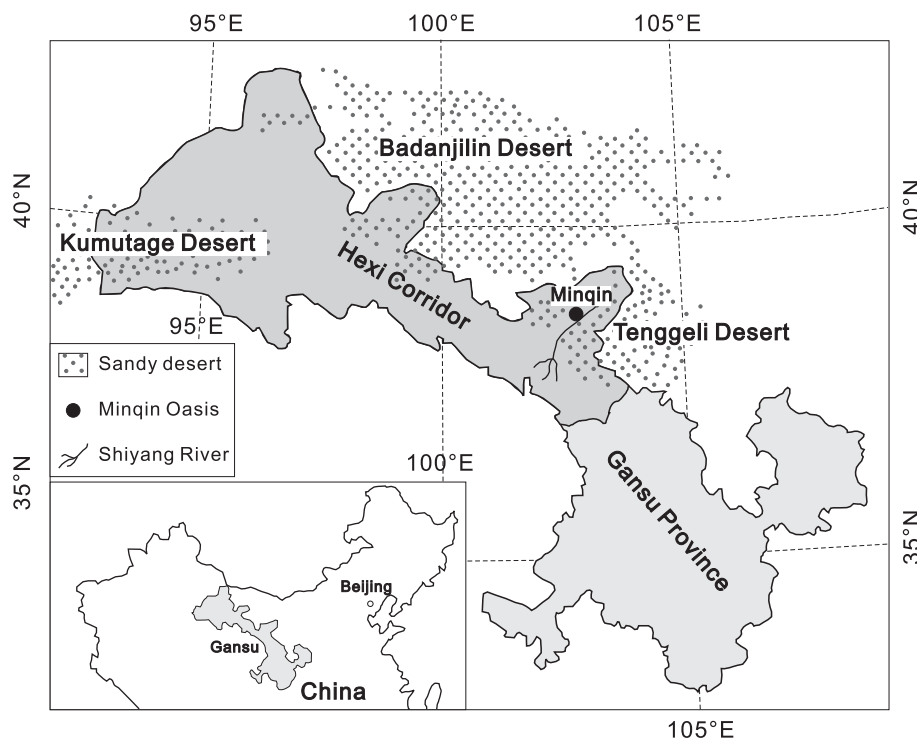 95°E
100°E
105°E
40°N
40°N
Badanjilin Desert
Kumutage Desert
Hexi Corridor
Minqin
95°E
Tenggeli Desert
Sandy desert
Minqin Oasis
Shiyang River
35°N
100°E
Gansu Province
35°N
Beijing
Gansu
China
105°E